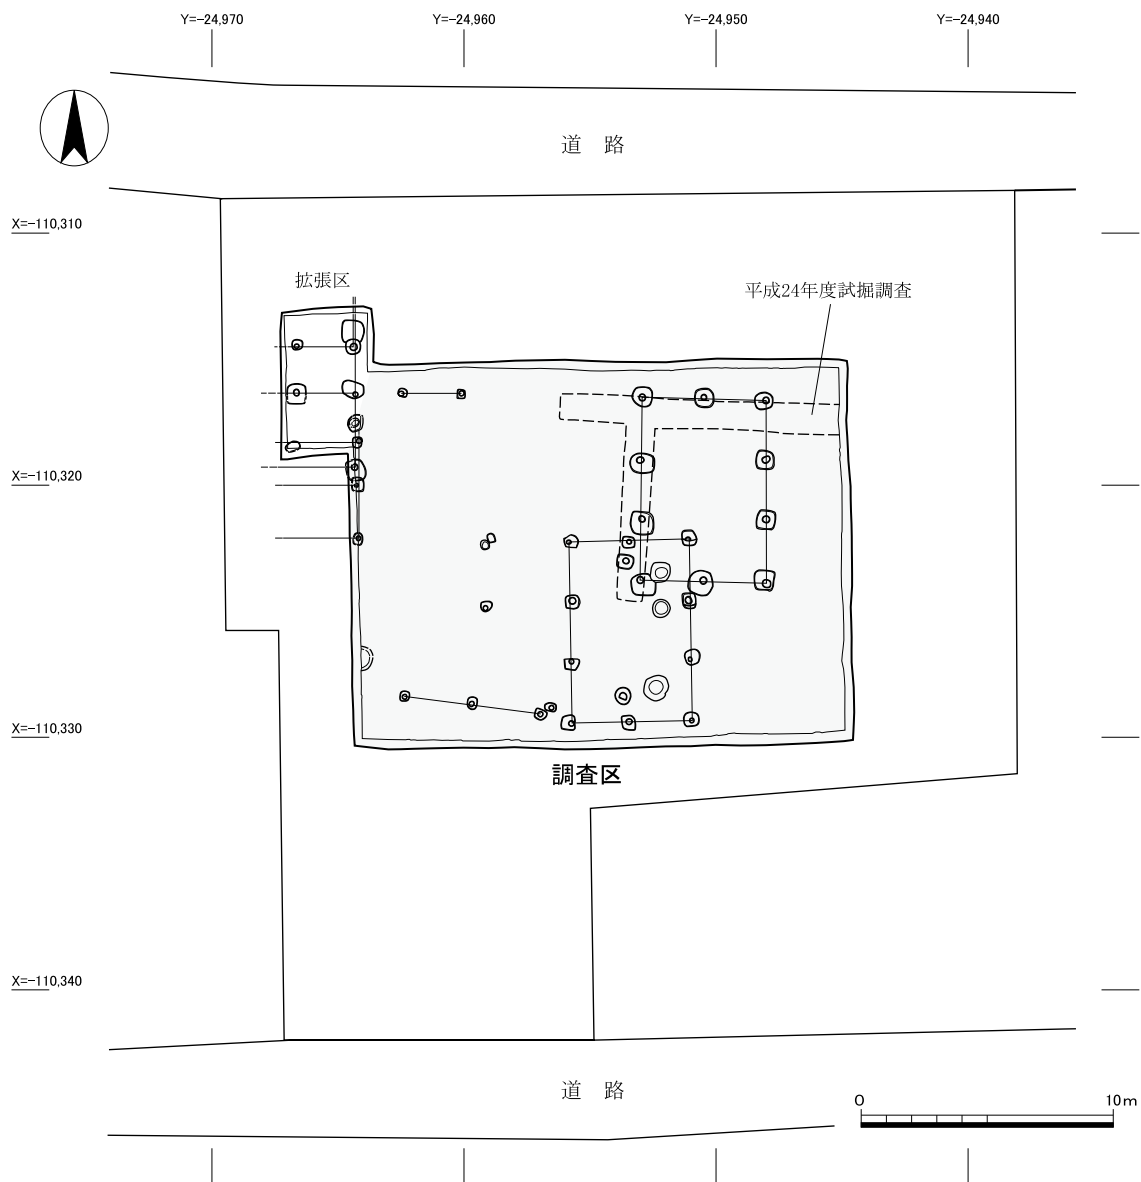 Y=-24,970
Y=-24,960
Y=-24,950
Y=-24,940
道 路
X=-110,310
拡張区
平成24年度試掘調査
X=-110,320
X=-110,330
調査区
X=-110,340
道 路
0
10m